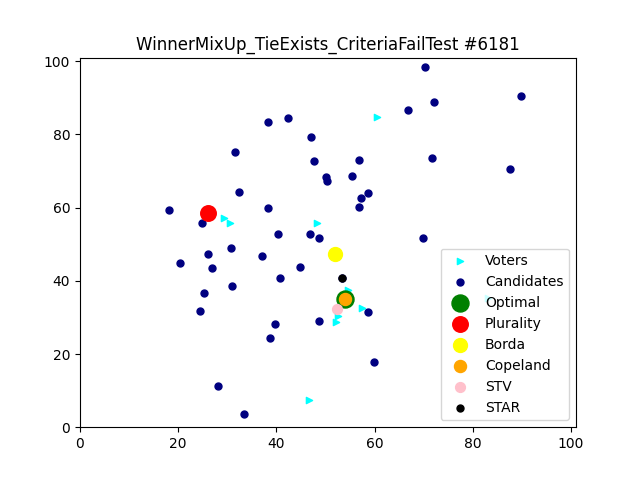 WinnerMixUp_TieExists_CriteriaFailTest #6181
100
80
60
40
20
0
0 20 40 60 80 100
Voters
Candidates
Optimal
Plurality
Borda
Copeland
STV
STAR